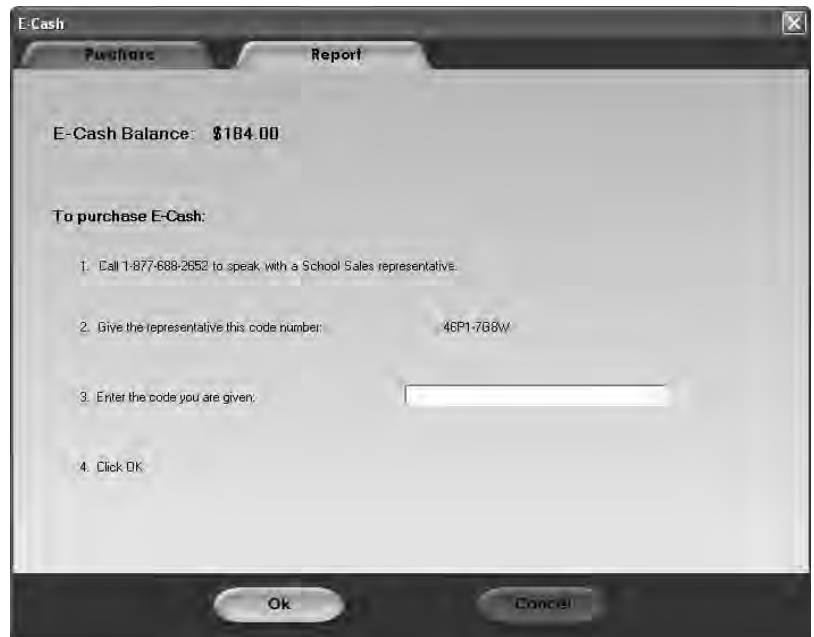 E-Cash
Purchase Report
E-Cash Balance: $184.00
To purchase E-Cash:
1. Call 1-877-688-2652 to speak with a School Sales representative.
2. Give the representative this code number: 46P1-7G8W
3. Enter the code you are given:
4. Click OK
Ok Cancel